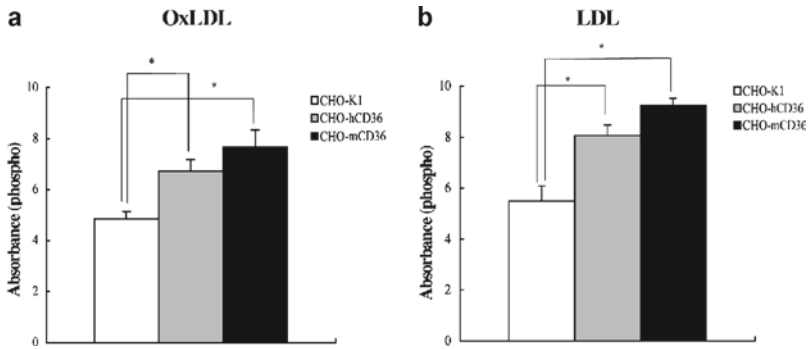 a
OxLDL
*
*
Absorbance (phospho)
10
8
6
4
2
0
CHO-K1
CHO-hCD36
CHO-mCD36
b
LDL
*
*
Absorbance (phospho)
10
8
6
4
2
0
CHO-K1
CHO-hCD36
CHO-mCD36